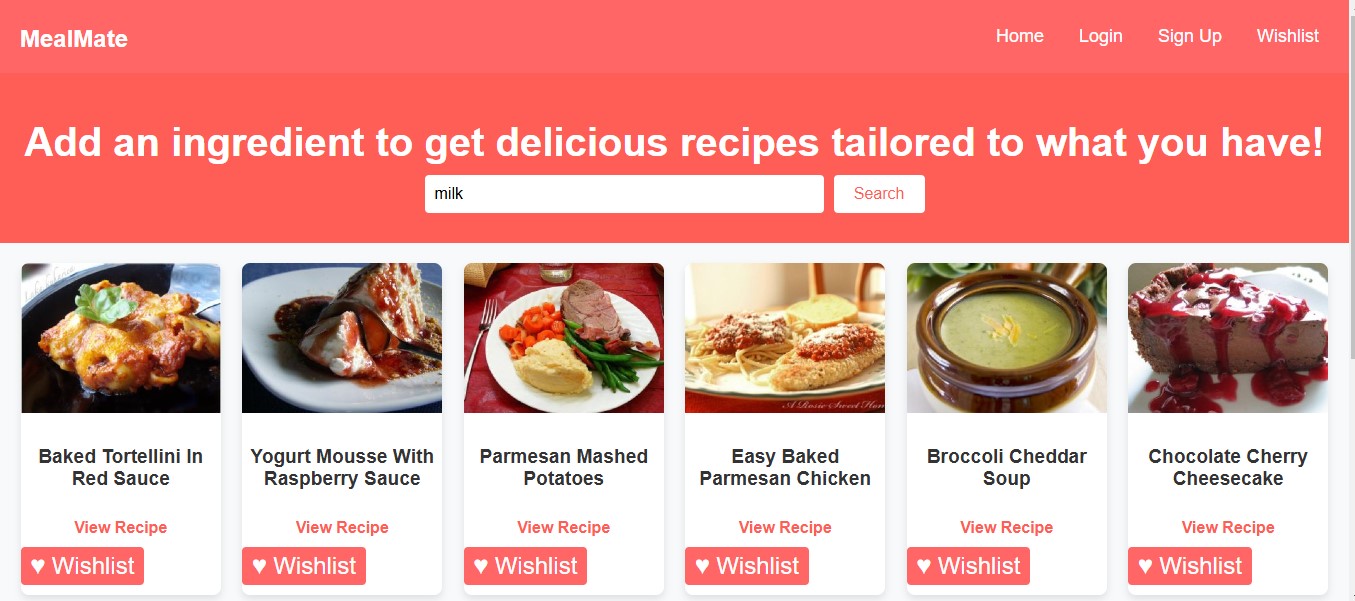 MealMate
Home Login Sign Up Wishlist
Add an ingredient to get delicious recipes tailored to what you have!
milk Search
Baked Tortellini In
Red Sauce
View Recipe
♥ Wishlist
Yogurt Mousse With
Raspberry Sauce
View Recipe
♥ Wishlist
Parmesan Mashed
Potatoes
View Recipe
♥ Wishlist
A Rosie Sweet Hom
Easy Baked
Parmesan Chicken
View Recipe
♥ Wishlist
Broccoli Cheddar
Soup
View Recipe
♥ Wishlist
Chocolate Cherry
Cheesecake
View Recipe
♥ Wishlist